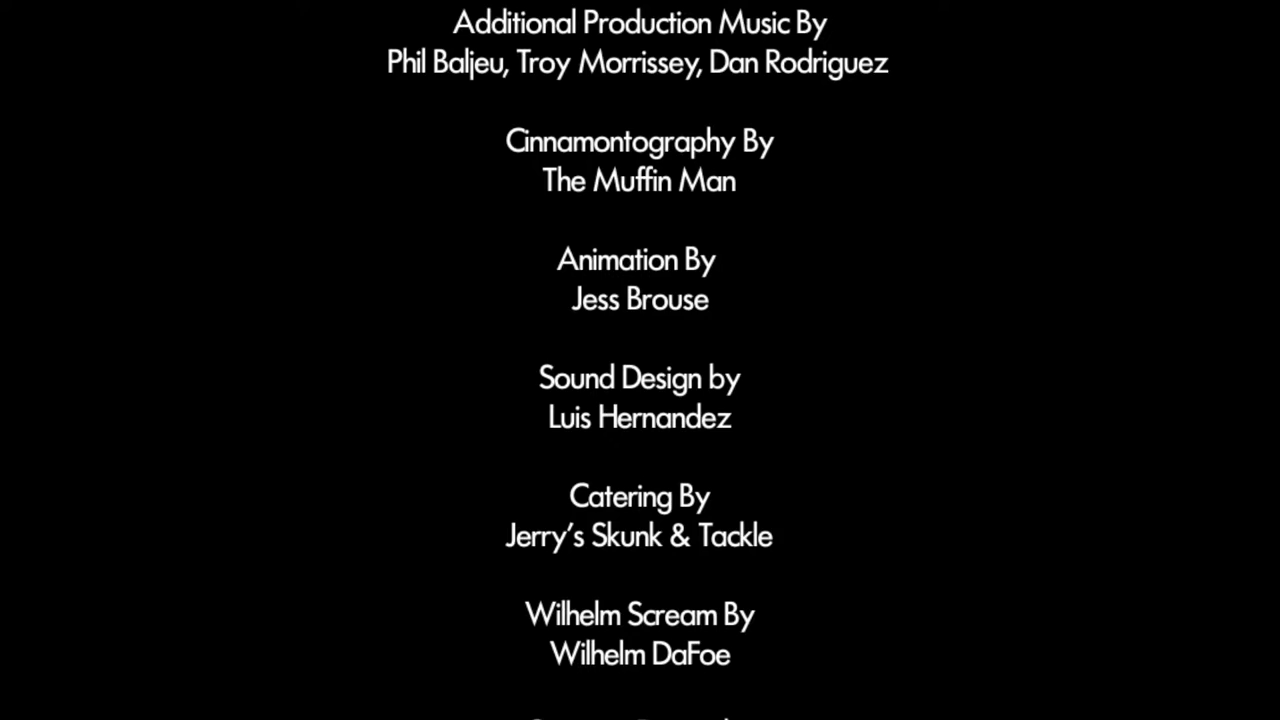 Additional Production Music By
Phil Baljeu, Troy Morrissey, Dan Rodriguez
Cinnamontography By
The Muffin Man
Animation By
Jess Brouse
Sound Design by
Luis Hernandez
Catering By
Jerry’s Skunk & Tackle
Wilhelm Scream By
Wilhelm DaFoe